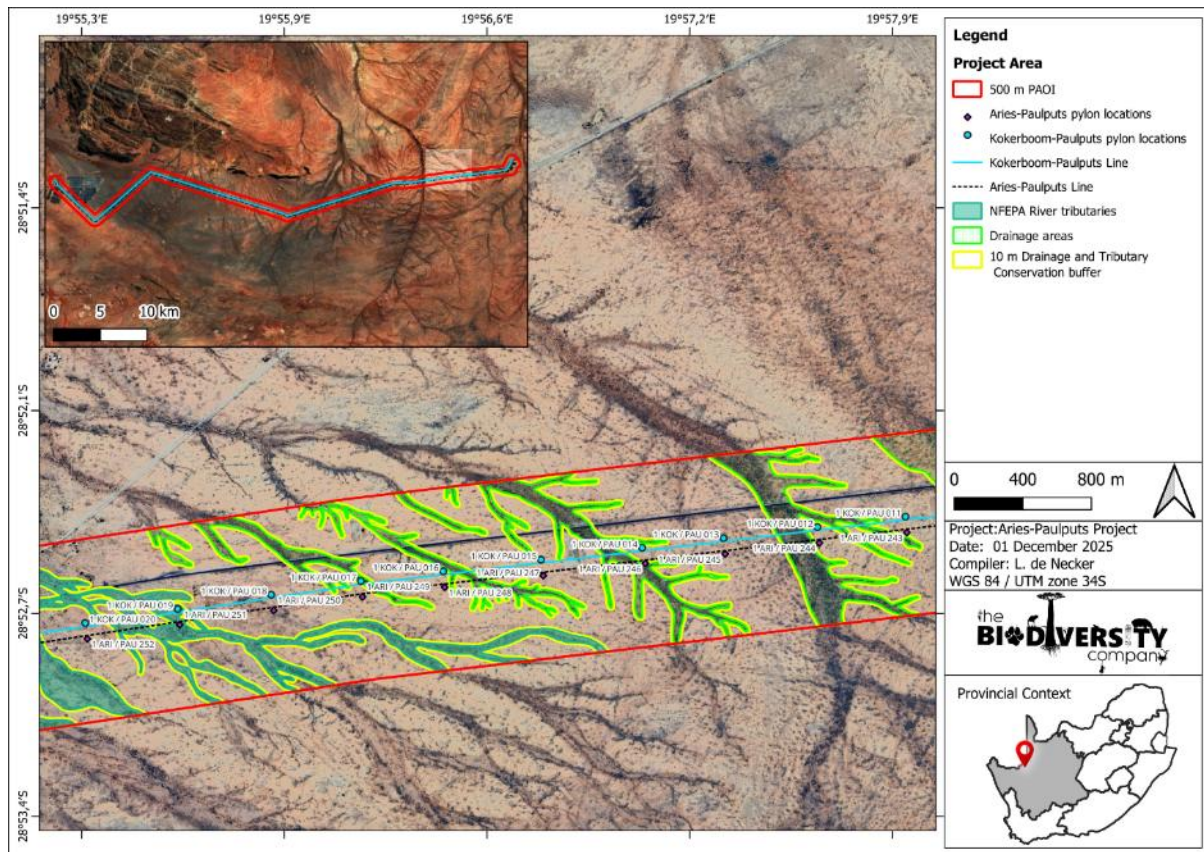 19°55,3'E
19°55,9'E
19°56,6'E
19°57,2'E
19°57,9'E
28°51,4'S
28°52,1'S
28°52,7'S
28°53,4'S
0 5 10 km
1 KOK / PAU 011
1 KOK / PAU 012
1 KOK / PAU 013
1 KOK / PAU 014
1 KOK / PAU 015
1 KOK / PAU 016
1 KOK / PAU 017
1 KOK / PAU 018
1 KOK / PAU 019
1 KOK / PAU 020
1 ARI / PAU 243
1 ARI / PAU 244
1 ARI / PAU 245
1 ARI / PAU 246
1 ARI / PAU 247
1 ARI / PAU 248
1 ARI / PAU 249
1 ARI / PAU 250
1 ARI / PAU 251
1 ARI / PAU 252
Legend
Project Area
500 m PAOI
Aries-Paulputs pylon locations
Kokerboom-Paulputs pylon locations
Kokerboom-Paulputs Line
Aries-Paulputs Line
NFEPA River tributaries
Drainage areas
10 m Drainage and Tributary
Conservation buffer
0 400 800 m
Project:Aries-Paulputs Project
Date: 01 December 2025
Compiler: L. de Necker
WGS 84 / UTM zone 34S
the
BIODIVERSITY
company
Provincial Context